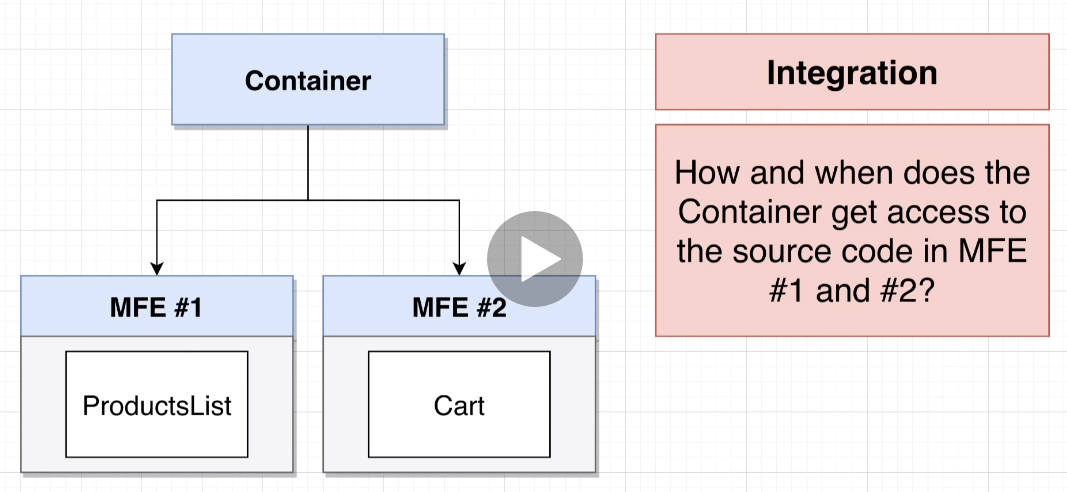 Container
MFE #1
ProductsList
MFE #2
Cart
Integration
How and when does the
Container get access to
the source code in MFE
#1 and #2?